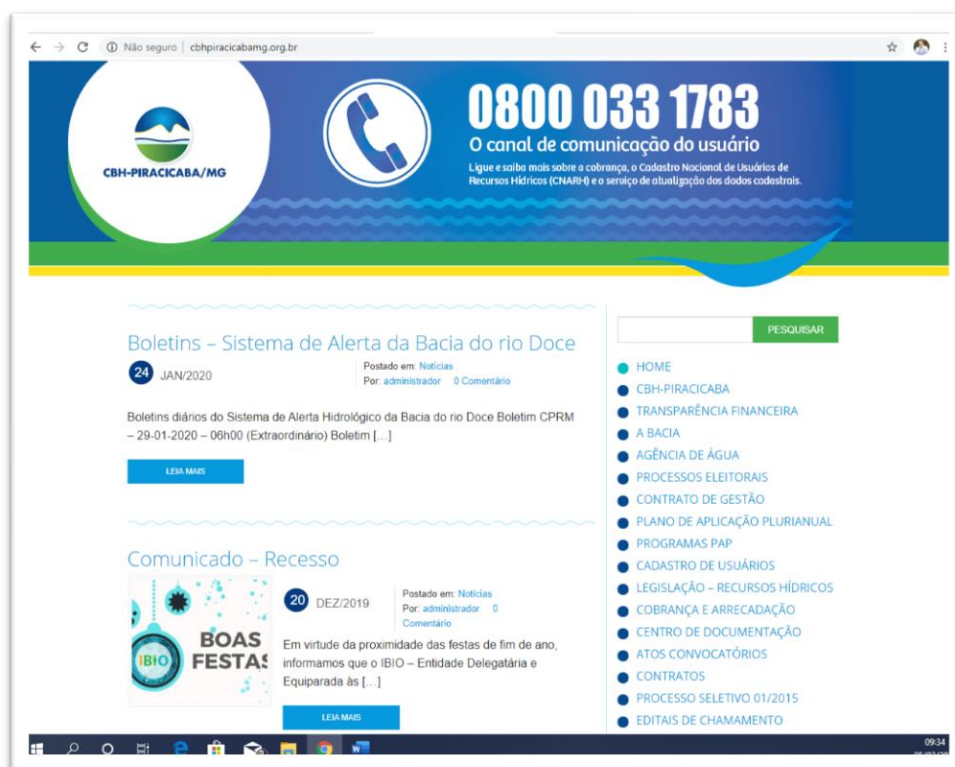 Não seguro | cbhpiracicabamg.org.br
CBH-PIRACICABA/MG
0800 033 1783
O canal de comunicação do usuário
Ligue e saiba mais sobre a cobrança, o Cadastro Nacional de Usuários de
Recursos Hídricos (CNARH) e o serviço de atualização dos dados cadastrais.
Boletins – Sistema de Alerta da Bacia do rio Doce
24 JAN/2020
Postado em: Notícias
Por: administrador 0 Comentário
Boletins diários do Sistema de Alerta Hidrológico da Bacia do rio Doce Boletim CPRM
– 29-01-2020 – 06h00 (Extraordinário) Boletim [...]
LEIA MAIS
Comunicado – Recesso
IBIO
BOAS
FESTAS
20 DEZ/2019
Postado em: Notícias
Por: administrador 0
Comentário
Em virtude da proximidade das festas de fim de ano,
informamos que o IBIO – Entidade Delegatária e
Equiparada às [...]
LEIA MAIS
PESQUISAR
HOME
CBH-PIRACICABA
TRANSPARÊNCIA FINANCEIRA
A BACIA
AGÊNCIA DE ÁGUA
PROCESSOS ELEITORAIS
CONTRATO DE GESTÃO
PLANO DE APLICAÇÃO PLURIANUAL
PROGRAMAS PAP
CADASTRO DE USUÁRIOS
LEGISLAÇÃO – RECURSOS HÍDRICOS
COBRANÇA E ARRECADAÇÃO
CENTRO DE DOCUMENTAÇÃO
ATOS CONVOCATÓRIOS
CONTRATOS
PROCESSO SELETIVO 01/2015
EDITAIS DE CHAMAMENTO
09:34